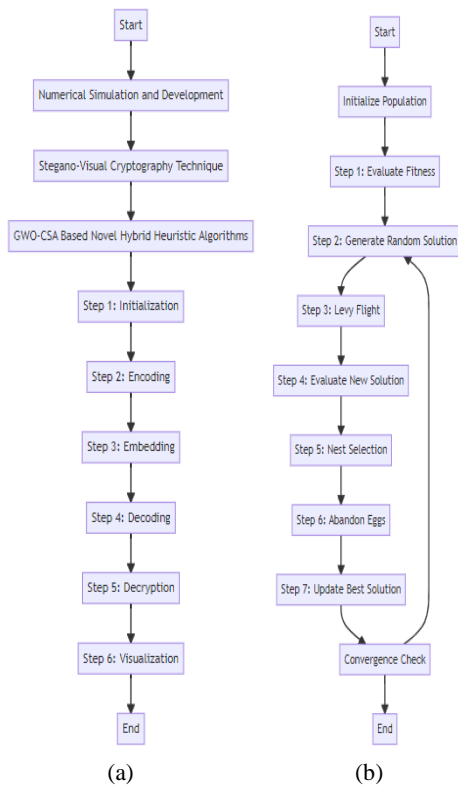 Start
Numerical Simulation and Development
Stegano-Visual Cryptography Technique
GWO-CSA Based Novel Hybrid Heuristic Algorithms
Step 1: Initialization
Step 2: Encoding
Step 3: Embedding
Step 4: Decoding
Step 5: Decryption
Step 6: Visualization
End
(a)
Start
Initialize Population
Step 1: Evaluate Fitness
Step 2: Generate Random Solution
Step 3: Levy Flight
Step 4: Evaluate New Solution
Step 5: Nest Selection
Step 6: Abandon Eggs
Step 7: Update Best Solution
Convergence Check
End
(b)